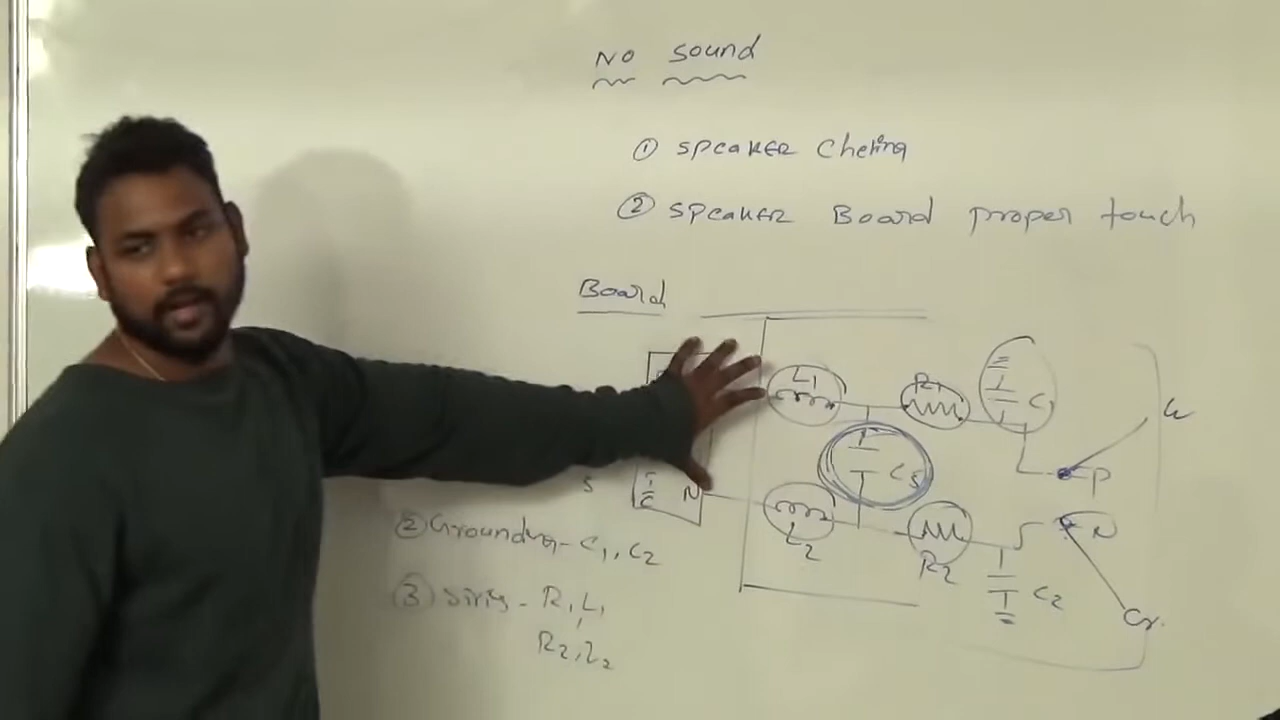 No sound
① speaker Cheking
② speaker Board proper touch
Board
L1 R1 C1
C3
P
N
L2 R2 C2
N
② Grounding - C1, C2
③ Siris - R1, L1
R2, L2